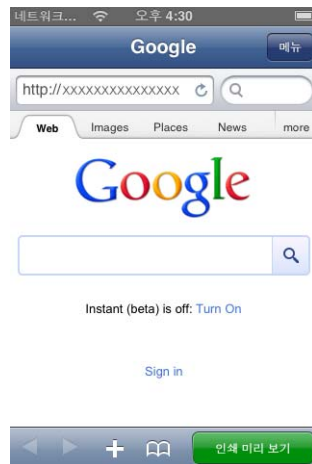 네트워크... 오후 4:30
Google 메뉴
http://xxxxxxxxxxxxxxx
Web Images Places News more
Google
Instant (beta) is off: Turn On
Sign in
인쇄 미리 보기